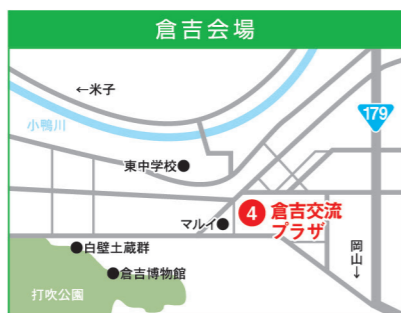 倉吉会場
←米子
179
小鴨川
東中学校●
マルイ●
4 倉吉交流
プラザ
●白壁土蔵群
●倉吉博物館
岡山→
打吹公園